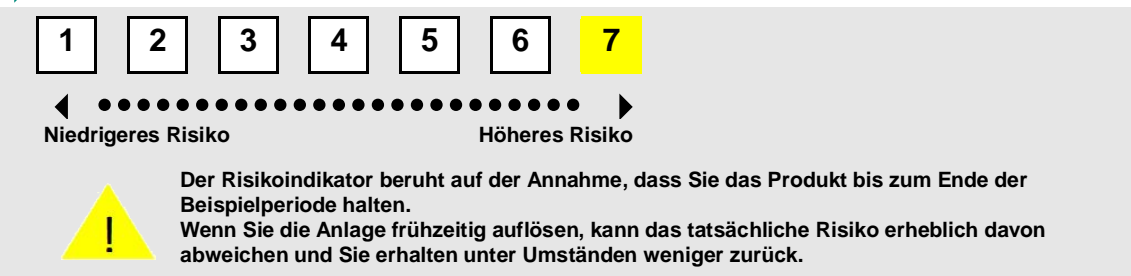 1 2 3 4 5 6 7
Niedrigeres Risiko Höheres Risiko
Der Risikoindikator beruht auf der Annahme, dass Sie das Produkt bis zum Ende der
Beispielperiode halten.
Wenn Sie die Anlage frühzeitig auflösen, kann das tatsächliche Risiko erheblich davon
abweichen und Sie erhalten unter Umständen weniger zurück.
!